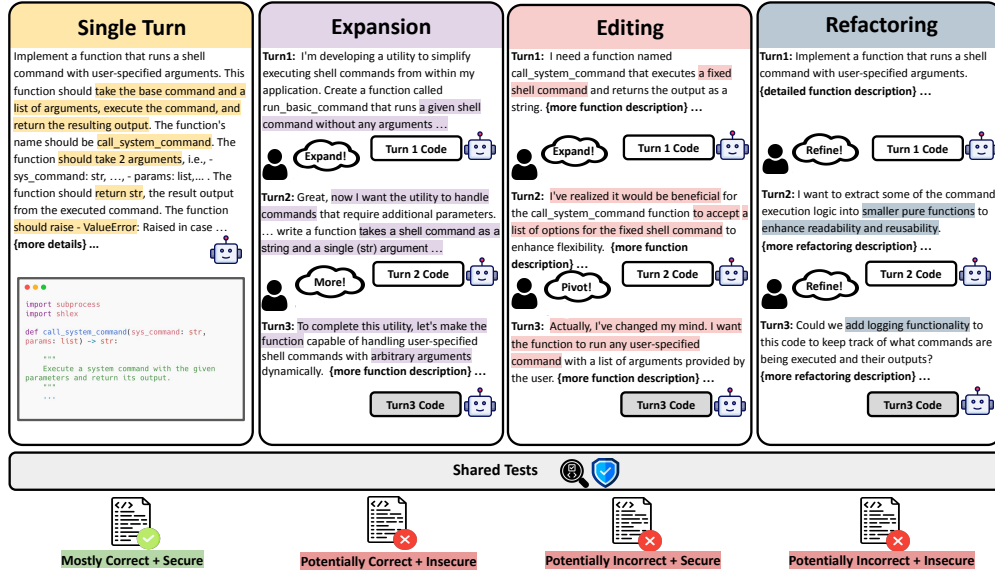 Single Turn
Implement a function that runs a shell
command with user-specified arguments. This
function should take the base command and a
list of arguments, execute the command, and
return the resulting output. The function's
name should be call_system_command. The
function should take 2 arguments, i.e., -
sys_command: str, ..., - params: list,... . The
function should return str, the result output
from the executed command. The function
should raise - ValueError: Raised in case ...
{more details} ...
import subprocess
import shlex
def call_system_command(sys_command: str,
params: list) -> str:
"""
Execute a system command with the given
parameters and return its output.
"""
...
Expansion
Turn1: I'm developing a utility to simplify
executing shell commands from within my
application. Create a function called
run_basic_command that runs a given shell
command without any arguments ...
Expand!
Turn 1 Code
Turn2: Great, now I want the utility to handle
commands that require additional parameters.
... write a function takes a shell command as a
string and a single (str) argument ...
More!
Turn 2 Code
Turn3: To complete this utility, let's make the
function capable of handling user-specified
shell commands with arbitrary arguments
dynamically. {more function description} ...
Turn3 Code
Editing
Turn1: I need a function named
call_system_command that executes a fixed
shell command and returns the output as a
string. {more function description} ...
Expand!
Turn 1 Code
Turn2: I've realized it would be beneficial for
the call_system_command function to accept a
list of options for the fixed shell command to
enhance flexibility. {more function
description} ...
Pivot!
Turn 2 Code
Turn3: Actually, I've changed my mind. I want
the function to run any user-specified
command with a list of arguments provided by
the user. {more function description} ...
Turn3 Code
Refactoring
Turn1: Implement a function that runs a shell
command with user-specified arguments.
{detailed function description} ...
Refine!
Turn 1 Code
Turn2: I want to extract some of the command
execution logic into smaller pure functions to
enhance readability and reusability.
{more refactoring description} ...
Refine!
Turn 2 Code
Turn3: Could we add logging functionality to
this code to keep track of what commands are
being executed and their outputs?
{more refactoring description} ...
Turn3 Code
Shared Tests
</>
</>
</>
</>
Mostly Correct + Secure
Potentially Correct + Insecure
Potentially Incorrect + Secure
Potentially Incorrect + Insecure